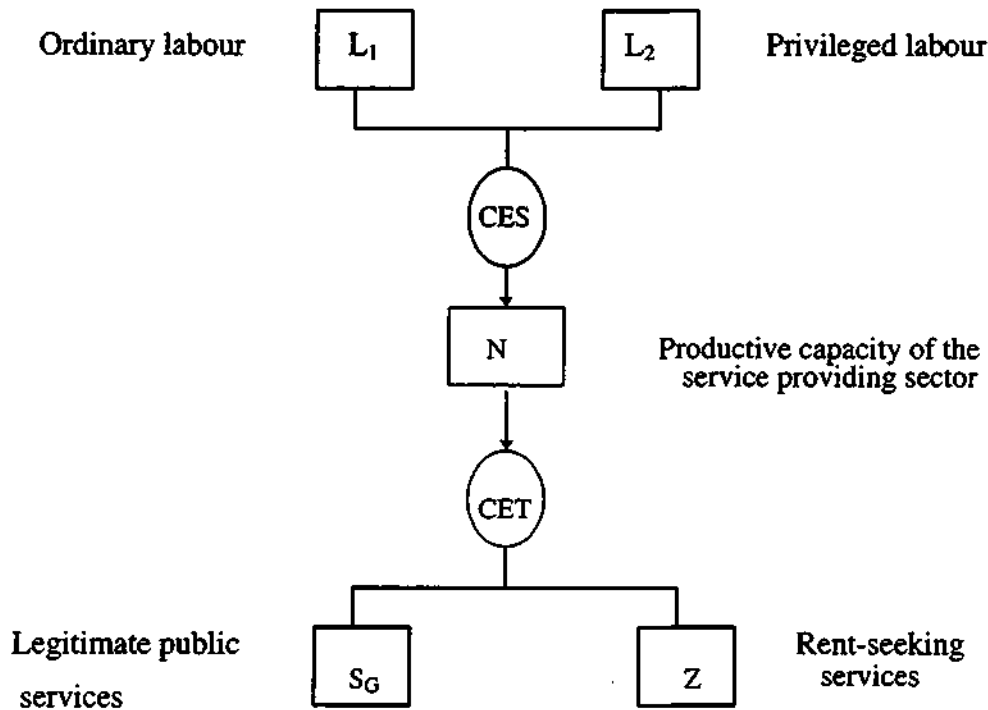 Ordinary labour L₁ L₂ Privileged labour
CES
N
Productive capacity of the
service providing sector
CET
Legitimate public
services
S_G Z
Rent-seeking
services